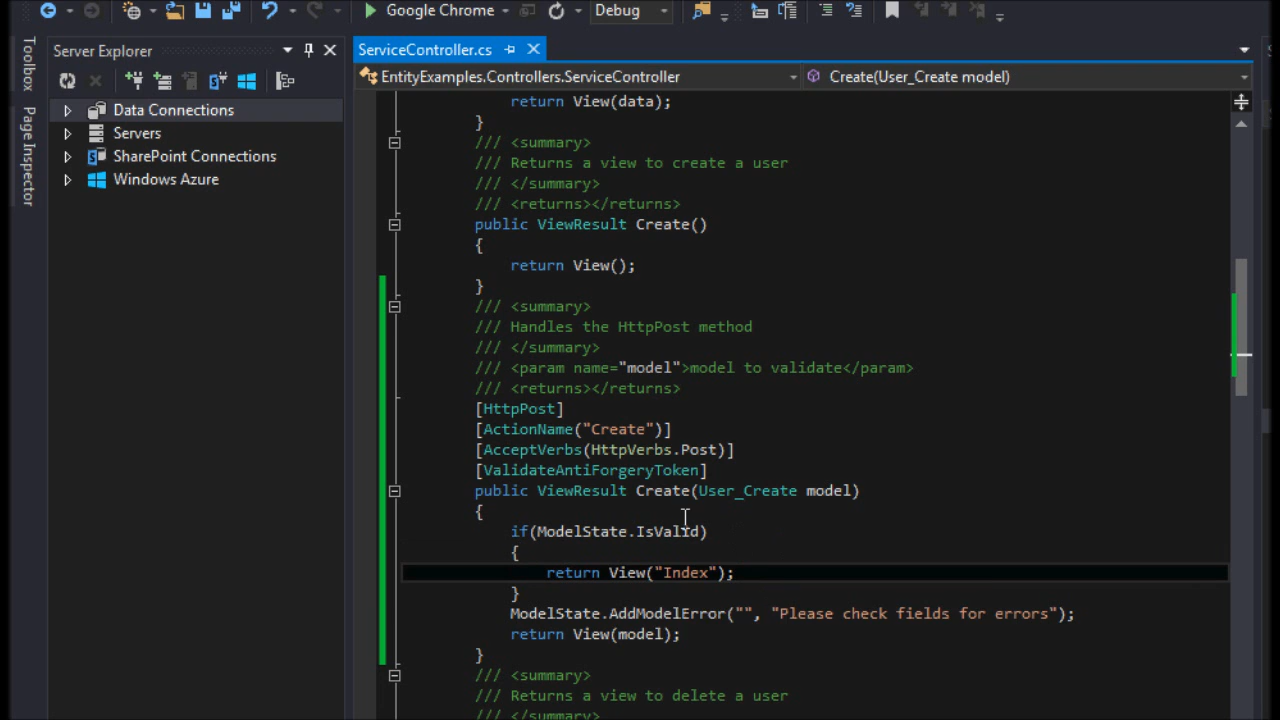 Google Chrome
Debug
Toolbox
Page Inspector
Server Explorer
Data Connections
Servers
SharePoint Connections
Windows Azure
ServiceController.cs
EntityExamples.Controllers.ServiceController
Create(User_Create model)
return View(data);
}
/// <summary>
/// Returns a view to create a user
/// </summary>
/// <returns></returns>
public ViewResult Create()
{
return View();
}
/// <summary>
/// Handles the HttpPost method
/// </summary>
/// <param name="model">model to validate</param>
/// <returns></returns>
[HttpPost]
[ActionName("Create")]
[AcceptVerbs(HttpVerbs.Post)]
[ValidateAntiForgeryToken]
public ViewResult Create(User_Create model)
{
if(ModelState.IsValid)
{
return View("Index");
}
ModelState.AddModelError("", "Please check fields for errors");
return View(model);
}
/// <summary>
/// Returns a view to delete a user
/// </summary>